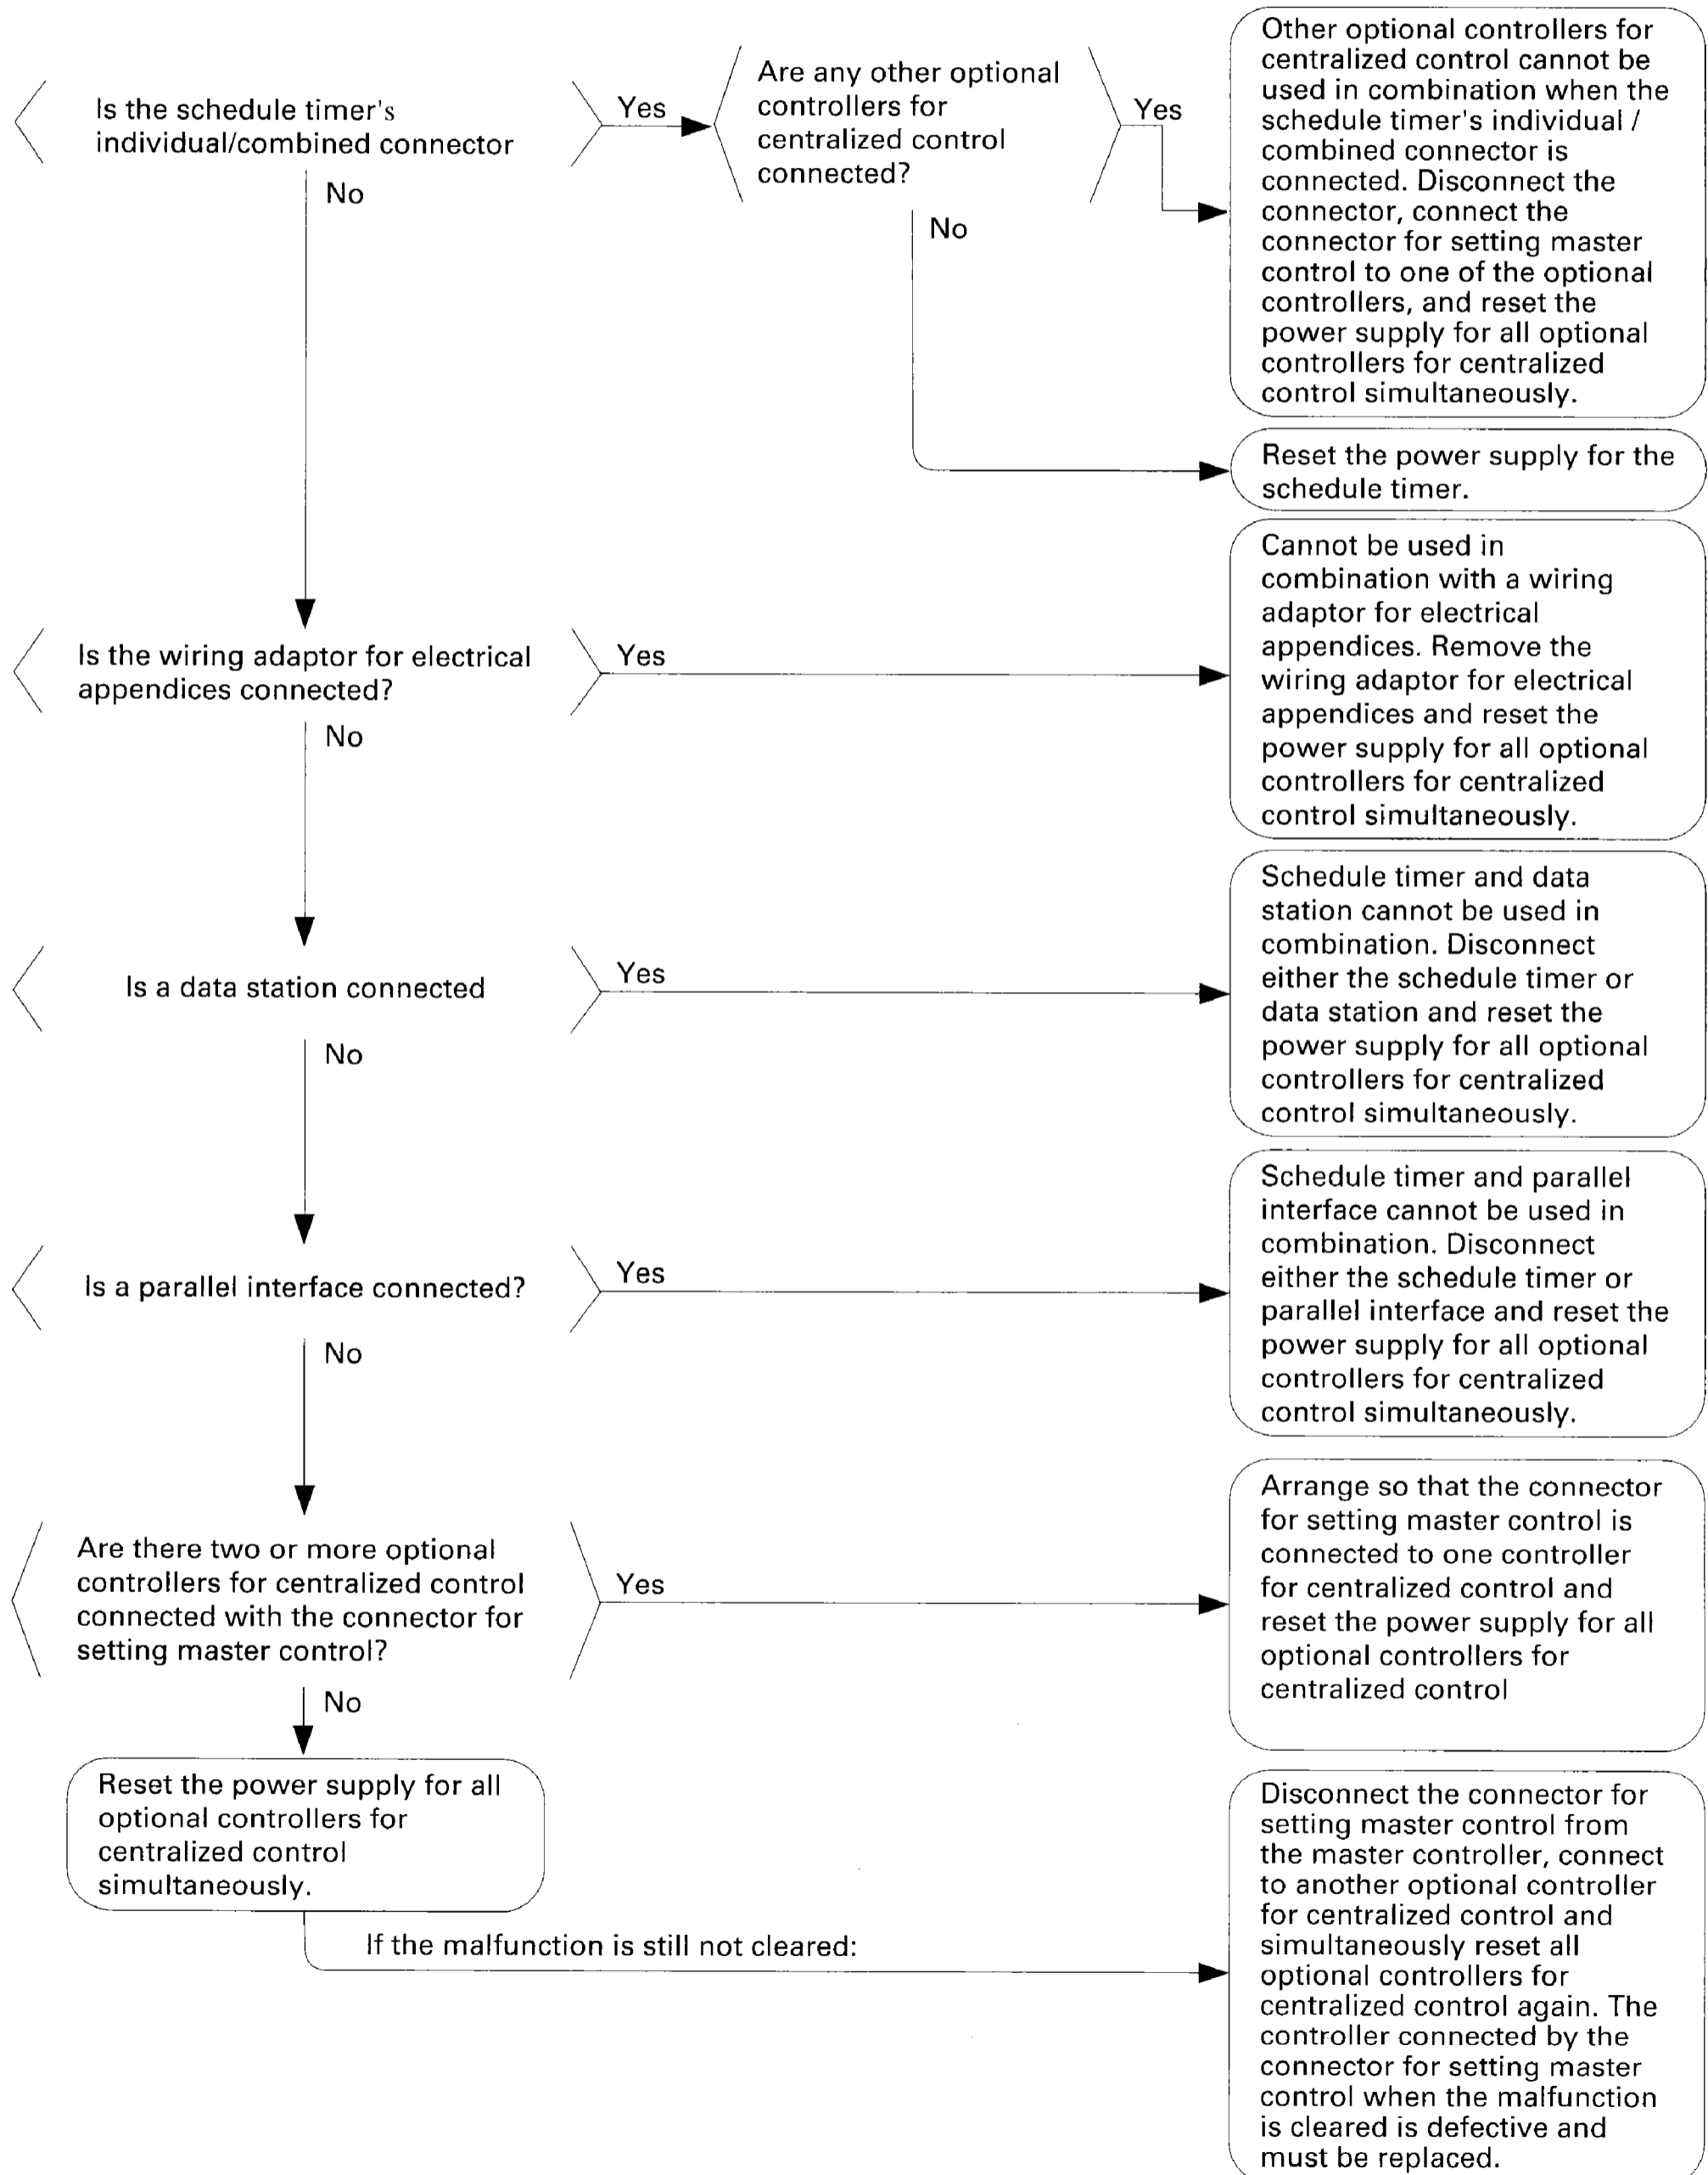 Is the schedule timer's
individual/combined connector
Yes
No
Are any other optional
controllers for
centralized control
connected?
Yes
No
Other optional controllers for
centralized control cannot be
used in combination when the
schedule timer's individual /
combined connector is
connected. Disconnect the
connector, connect the
connector for setting master
control to one of the optional
controllers, and reset the
power supply for all optional
controllers for centralized
control simultaneously.
Reset the power supply for the
schedule timer.
Is the wiring adaptor for electrical
appendices connected?
Yes
No
Cannot be used in
combination with a wiring
adaptor for electrical
appendices. Remove the
wiring adaptor for electrical
appendices and reset the
power supply for all optional
controllers for centralized
control simultaneously.
Is a data station connected
Yes
No
Schedule timer and data
station cannot be used in
combination. Disconnect
either the schedule timer or
data station and reset the
power supply for all optional
controllers for centralized
control simultaneously.
Is a parallel interface connected?
Yes
No
Schedule timer and parallel
interface cannot be used in
combination. Disconnect
either the schedule timer or
parallel interface and reset the
power supply for all optional
controllers for centralized
control simultaneously.
Are there two or more optional
controllers for centralized control
connected with the connector for
setting master control?
Yes
No
Arrange so that the connector
for setting master control is
connected to one controller
for centralized control and
reset the power supply for all
optional controllers for
centralized control
Reset the power supply for all
optional controllers for
centralized control
simultaneously.
If the malfunction is still not cleared:
Disconnect the connector for
setting master control from
the master controller, connect
to another optional controller
for centralized control and
simultaneously reset all
optional controllers for
centralized control again. The
controller connected by the
connector for setting master
control when the malfunction
is cleared is defective and
must be replaced.